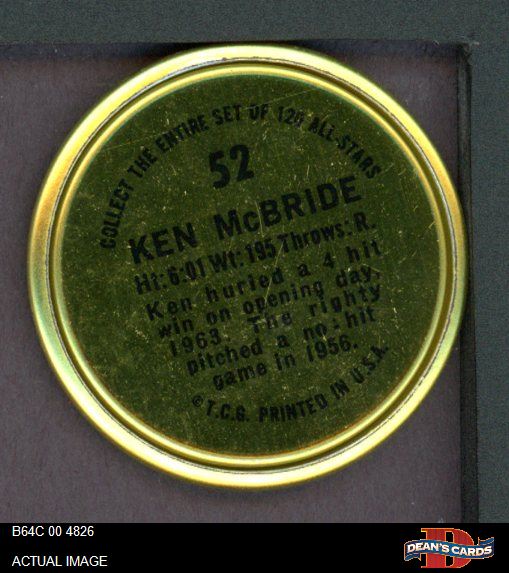 COLLECT THE ENTIRE SET OF 120 ALL-STARS
52
KEN McBRIDE
Ht: 6:01 Wt: 195 Throws: R.
Ken hurled a 4 hit
win on opening day,
1963. The righty
pitched a no-hit
game in 1956.
© T.C.G. PRINTED IN U.S.A.
B64C 00 4826
ACTUAL IMAGE
D
DEAN'S CARDS